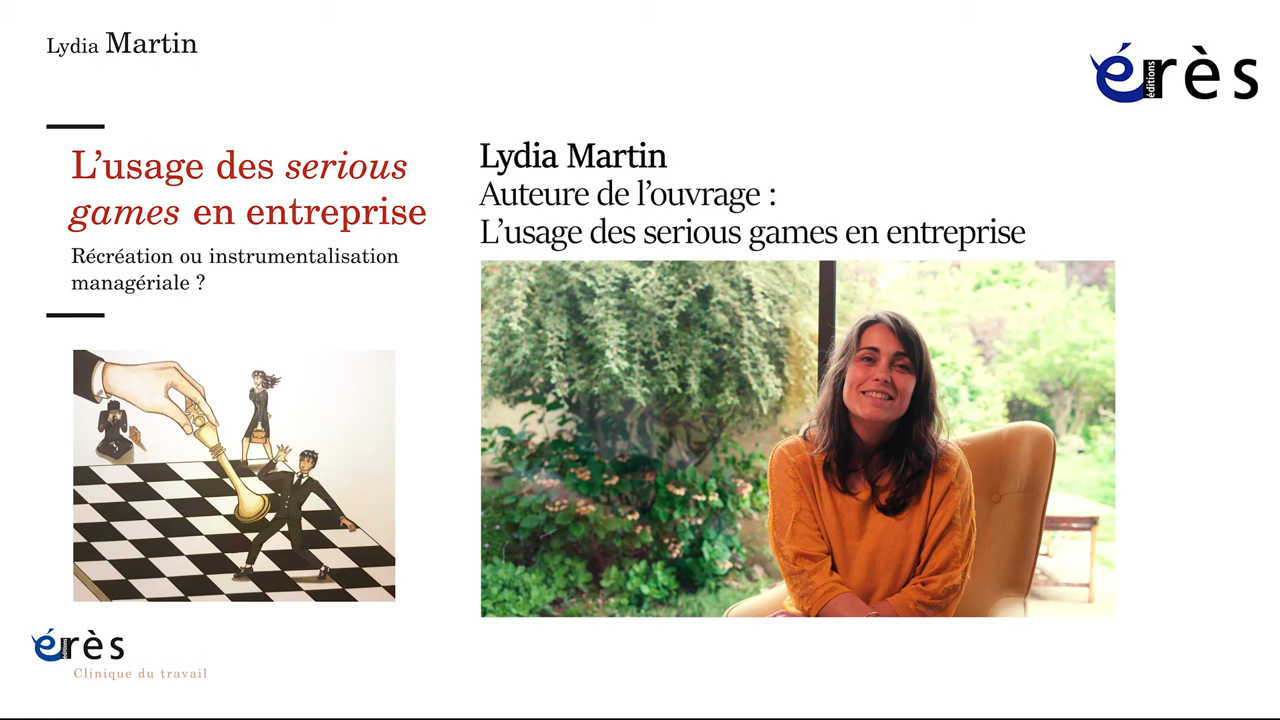 Lydia Martin
L'usage des serious
games en entreprise
Récréation ou instrumentalisation
managériale ?
érès
éditions
Clinique du travail
érès
éditions
Lydia Martin
Auteure de l'ouvrage :
L'usage des serious games en entreprise